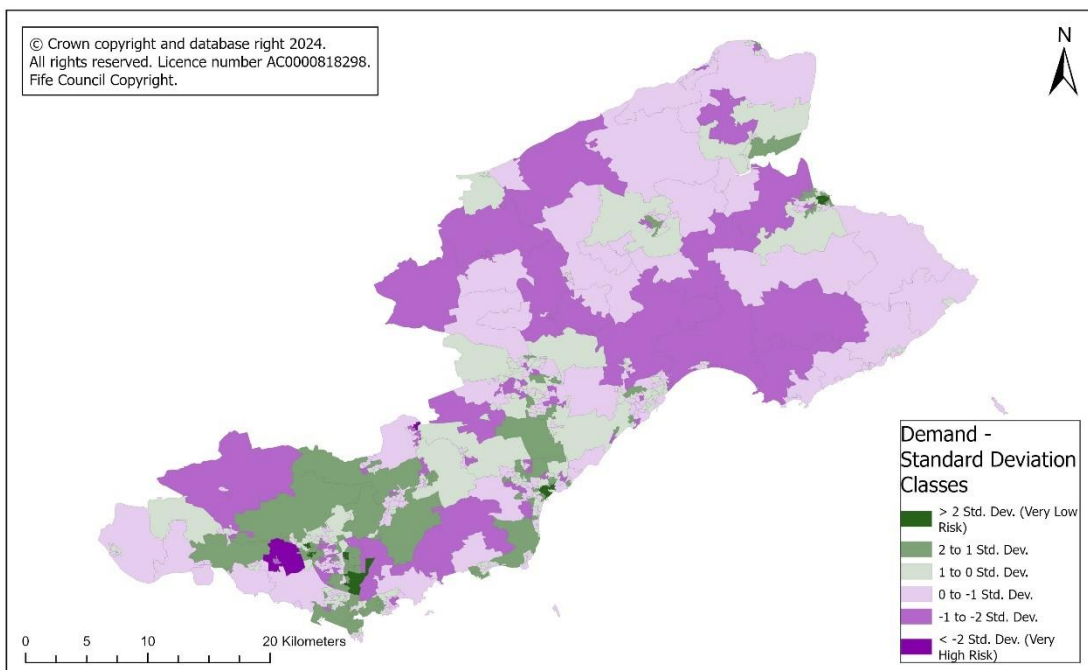 © Crown copyright and database right 2024.
All rights reserved. Licence number AC0000818298.
Fife Council Copyright.
N
Demand -
Standard Deviation
Classes
> 2 Std. Dev. (Very Low
Risk)
2 to 1 Std. Dev.
1 to 0 Std. Dev.
0 to -1 Std. Dev.
-1 to -2 Std. Dev.
< -2 Std. Dev. (Very
High Risk)
0 5 10 20 Kilometers